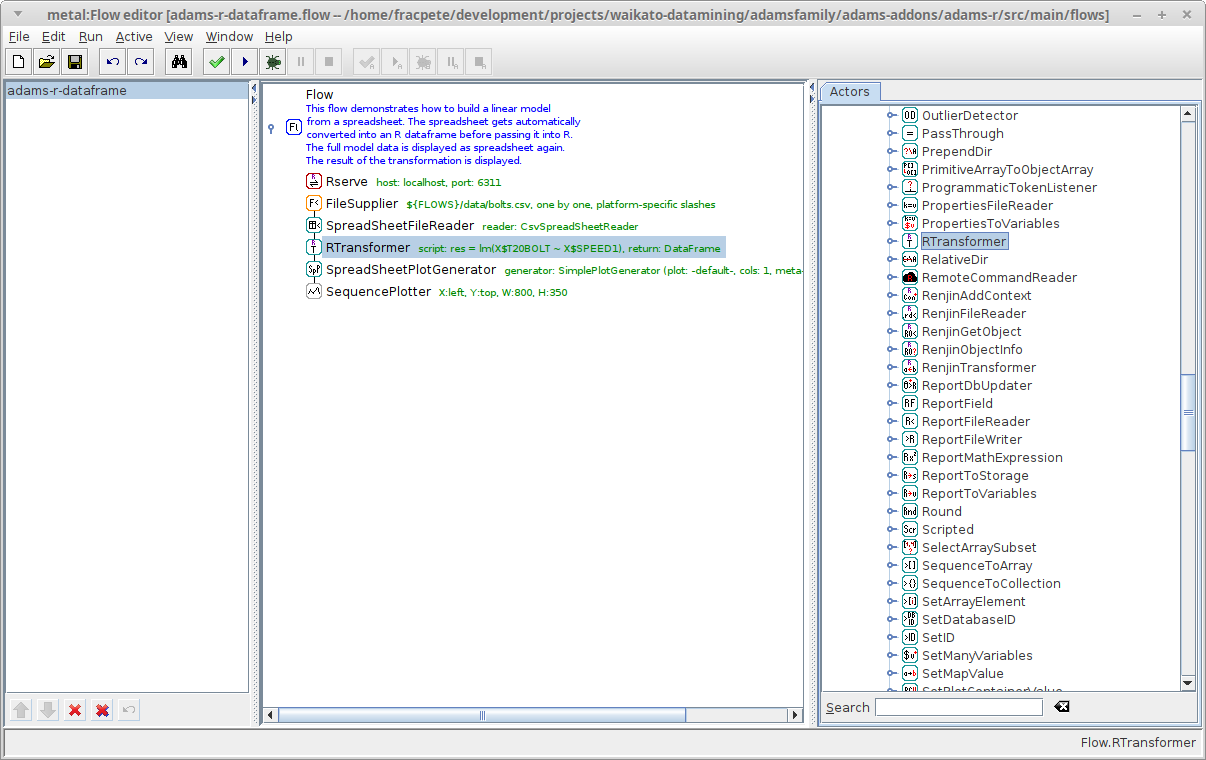 metal:Flow editor [adams-r-dataframe.flow -- /home/fracpete/development/projects/waikato-datamining/adamsfamily/adams-addons/adams-r/src/main/flows]
File Edit Run Active View Window Help
adams-r-dataframe
Flow
This flow demonstrates how to build a linear model
from a spreadsheet. The spreadsheet gets automatically
converted into an R dataframe before passing it into R.
The full model data is displayed as spreadsheet again.
The result of the transformation is displayed.
Rserve host: localhost, port: 6311
FileSupplier ${FLOWS}/data/bolts.csv, one by one, platform-specific slashes
SpreadSheetFileReader reader: CsvSpreadSheetReader
RTransformer script: res = lm(X$T20BOLT ~ X$SPEED1), return: DataFrame
SpreadSheetPlotGenerator generator: SimplePlotGenerator (plot: -default-, cols: 1, meta-
SequencePlotter X:left, Y:top, W:800, H:350
Actors
OutlierDetector
PassThrough
PrependDir
PrimitiveArrayToObjectArray
ProgrammaticTokenListener
PropertiesFileReader
PropertiesToVariables
RTransformer
RelativeDir
RemoteCommandReader
RenjinAddContext
RenjinFileReader
RenjinGetObject
RenjinObjectInfo
RenjinTransformer
ReportDbUpdater
ReportField
ReportFileReader
ReportFileWriter
ReportMathExpression
ReportToStorage
ReportToVariables
Round
Scripted
SelectArraySubset
SequenceToArray
SequenceToCollection
SetArrayElement
SetDatabaseID
SetID
SetManyVariables
SetMapValue
SetPlotContainerValue
Search
Flow.RTransformer